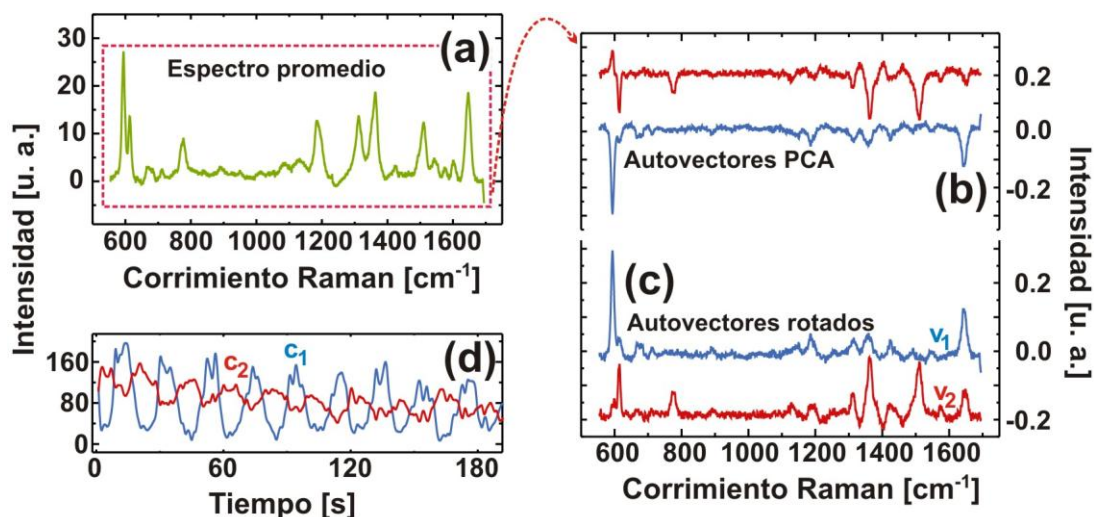 (a)
Espectro promedio
30
20
10
0
600 800 1000 1200 1400 1600
Corrimiento Raman [cm-1]
Intensidad [u. a.]
(d)
c1
c2
160
80
0
0 60 120 180
Tiempo [s]
0.2
0.0
-0.2
Autovectores PCA
(b)
(c)
Autovectores rotados
v1
v2
0.2
0.0
-0.2
600 800 1000 1200 1400 1600
Corrimiento Raman [cm-1]
Intensidad [u. a.]